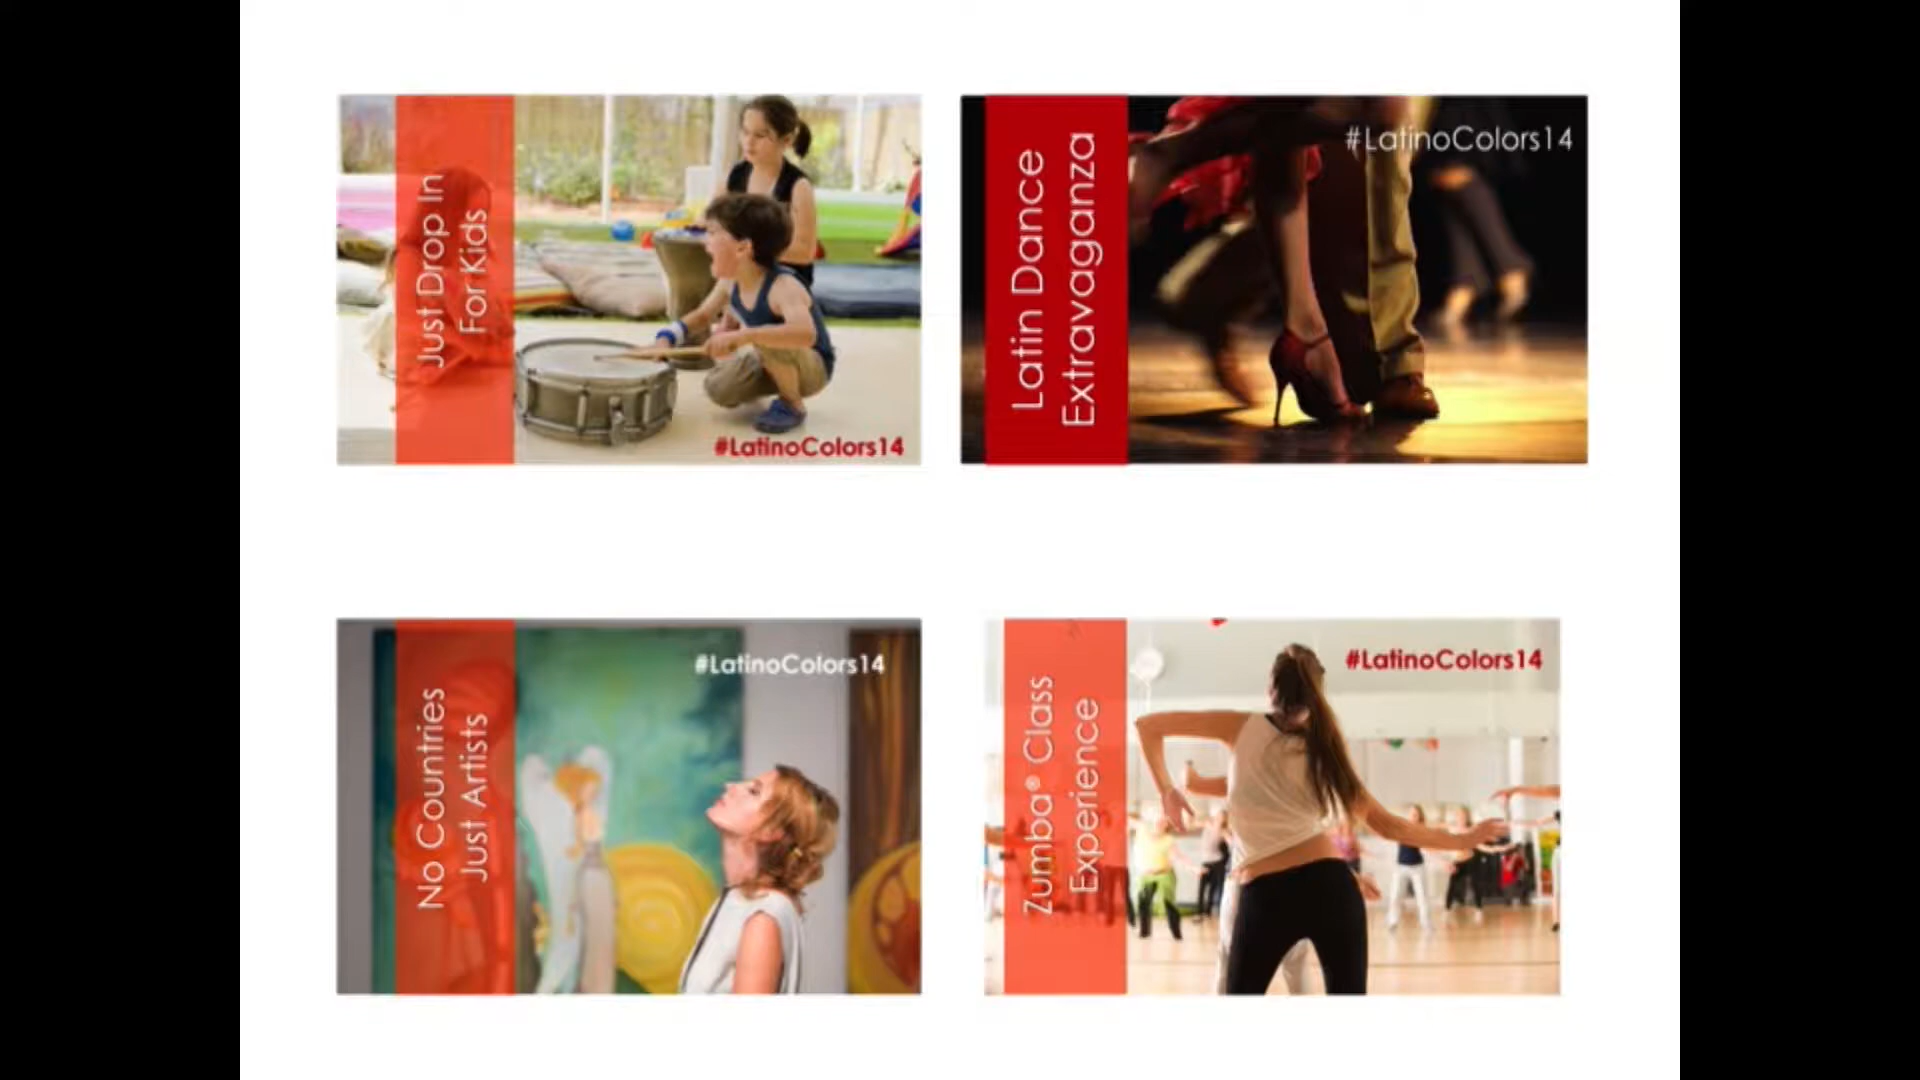 Just Drop In
For Kids
#LatinoColors14
Latin Dance
Extravaganza
#LatinoColors14
No Countries
Just Artists
#LatinoColors14
Zumba® Class
Experience
#LatinoColors14